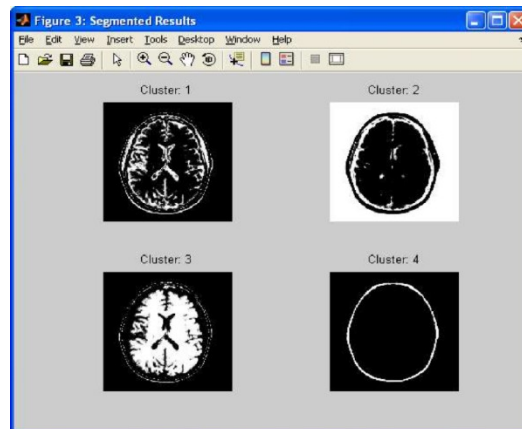 Figure 3: Segmented Results
File Edit View Insert Tools Desktop Window Help
Cluster: 1
Cluster: 2
Cluster: 3
Cluster: 4